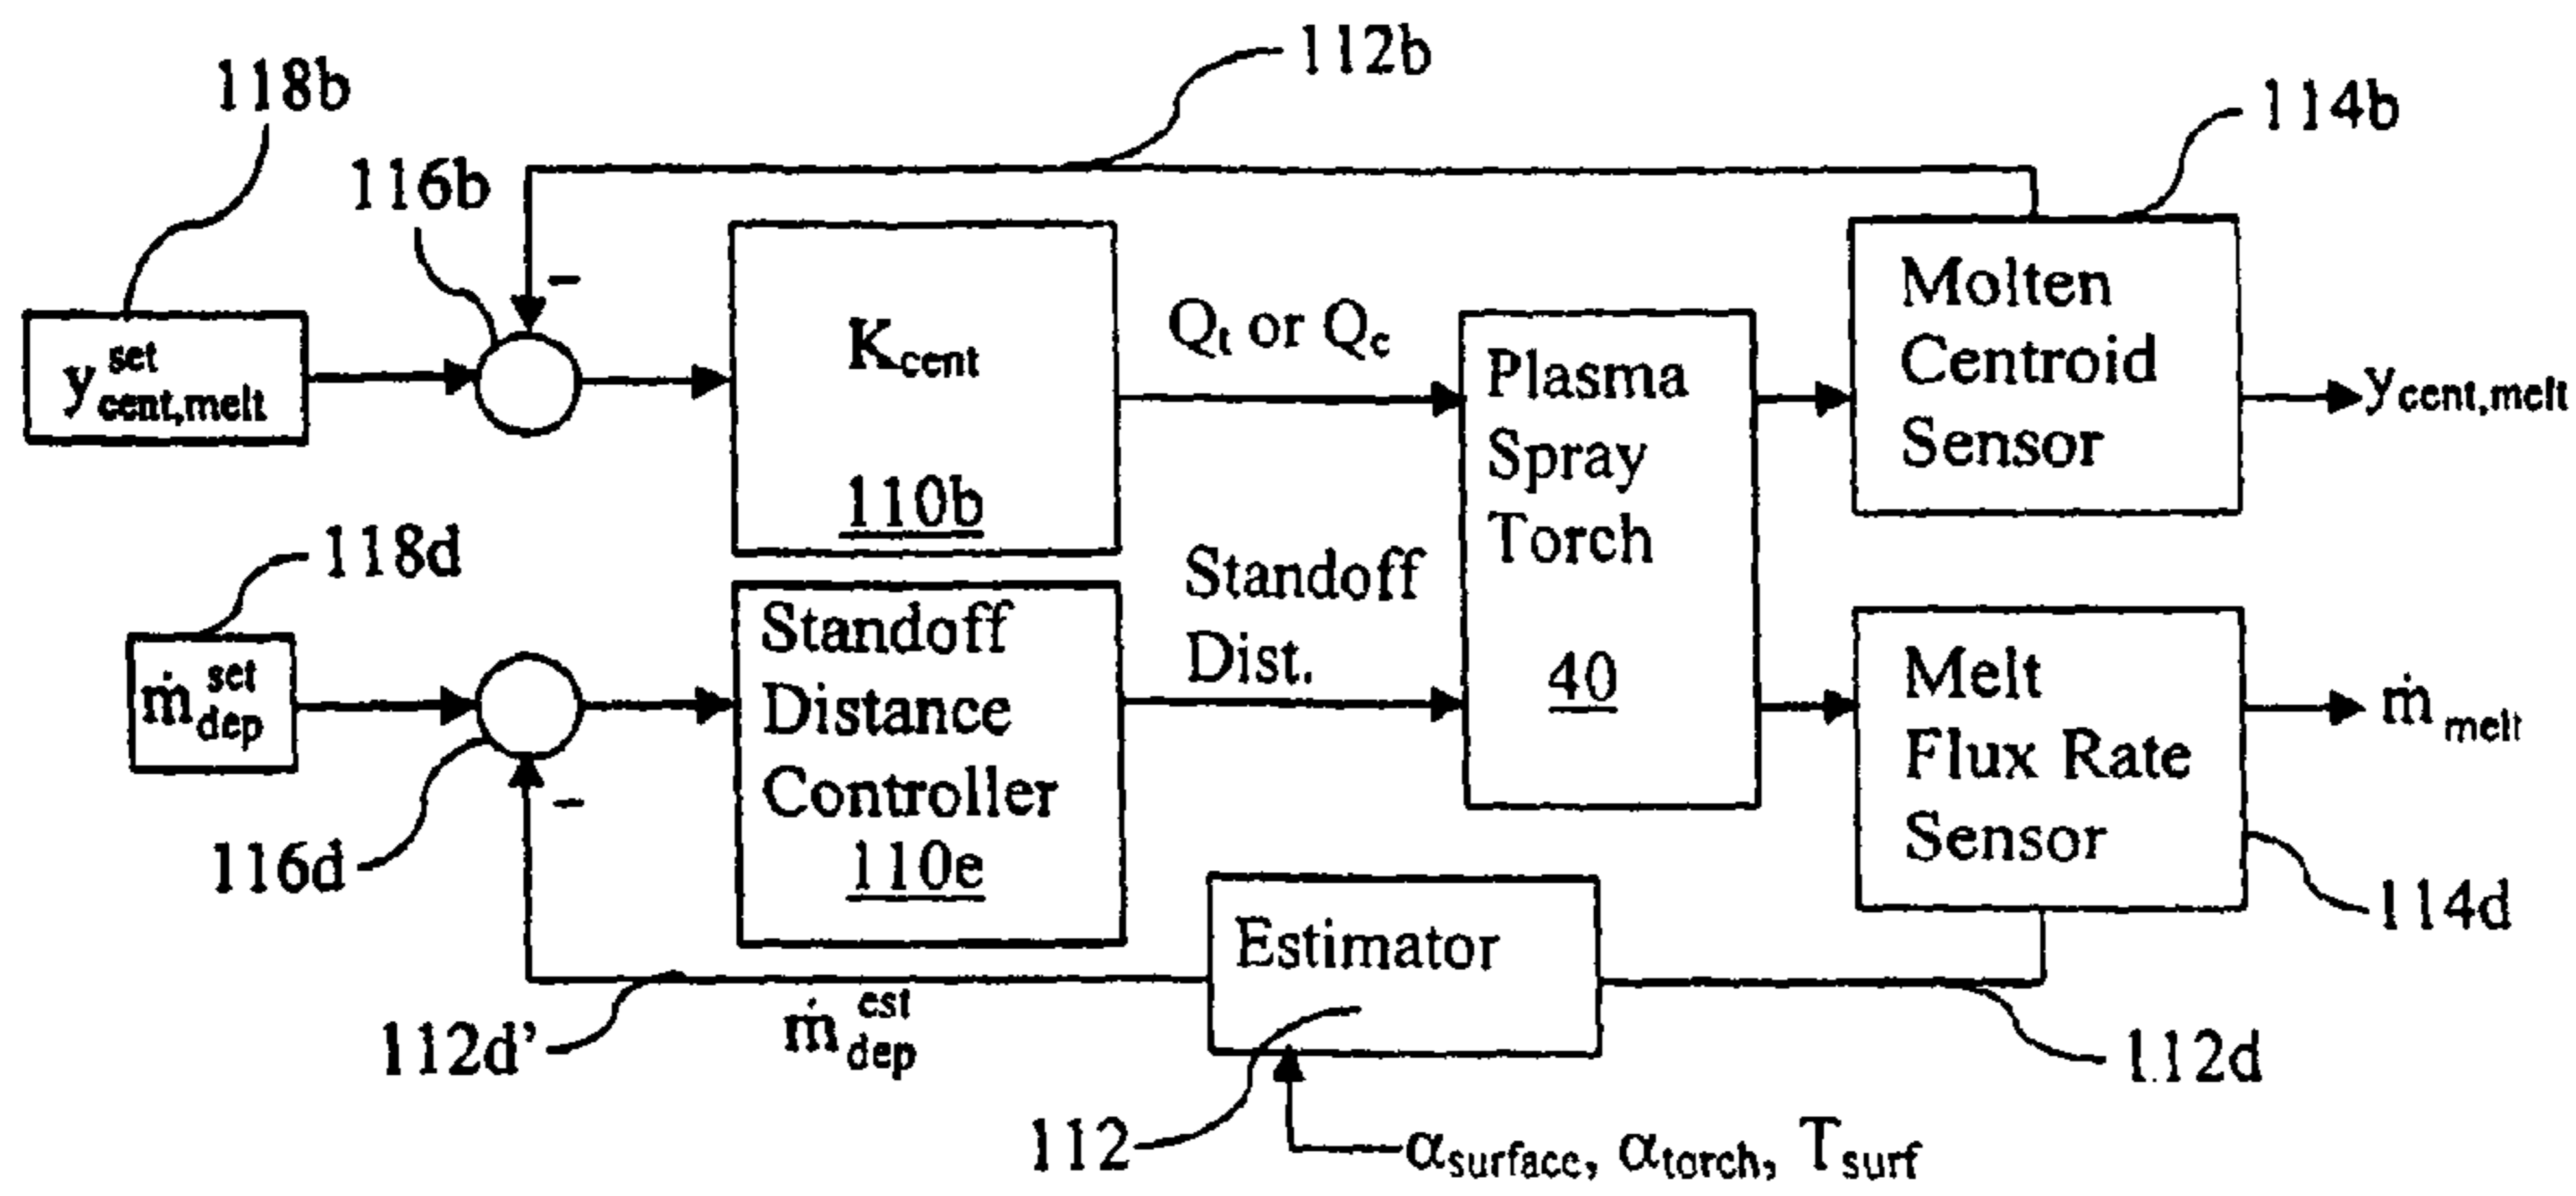 112b
118b
114b
116b
y set cent,melt
K cent
110b
Qt or Qc
Plasma
Spray
Torch
40
Molten
Centroid
Sensor
ycent,melt
118d
ṁ set dep
Standoff
Distance
Controller
110e
Standoff
Dist.
Melt
Flux Rate
Sensor
ṁ melt
116d
114d
Estimator
112d'
ṁ est dep
112
112d
αsurface, αtorch, Tsurf
-
-